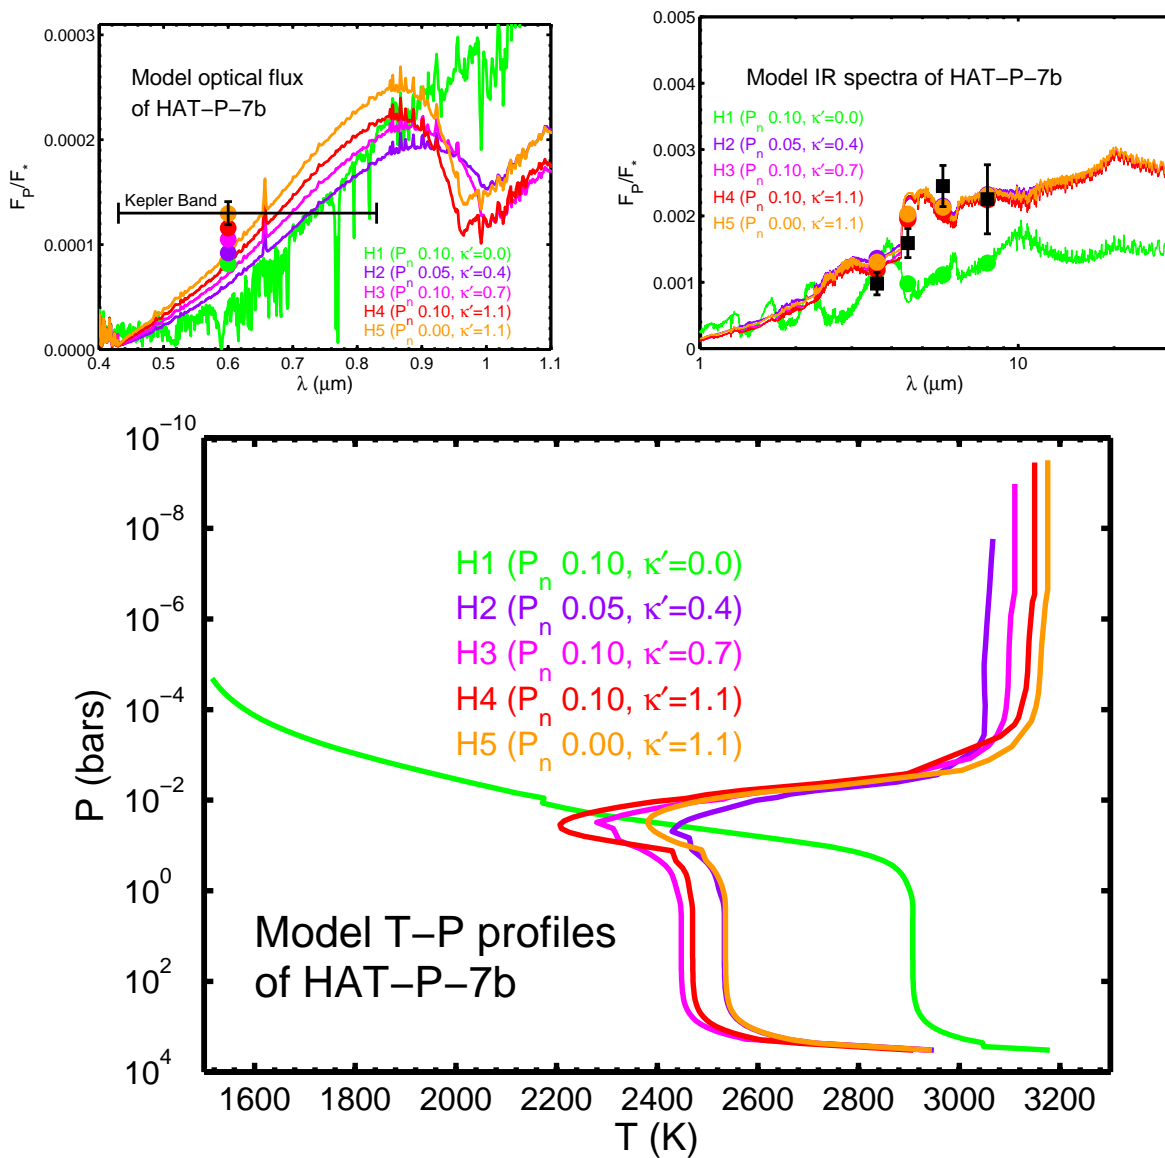 0.0003
0.0002
0.0001
0.0000
F_P/F_*
Model optical flux
of HAT−P−7b
Kepler Band
H1 (P_n 0.10, κ′=0.0)
H2 (P_n 0.05, κ′=0.4)
H3 (P_n 0.10, κ′=0.7)
H4 (P_n 0.10, κ′=1.1)
H5 (P_n 0.00, κ′=1.1)
0.4 0.5 0.6 0.7 0.8 0.9 1 1.1
λ (μm)
0.005
0.004
0.003
0.002
0.001
0
F_P/F_*
Model IR spectra of HAT−P−7b
H1 (P_n 0.10, κ′=0.0)
H2 (P_n 0.05, κ′=0.4)
H3 (P_n 0.10, κ′=0.7)
H4 (P_n 0.10, κ′=1.1)
H5 (P_n 0.00, κ′=1.1)
1 10
λ (μm)
10^−10
10^−8
10^−6
10^−4
10^−2
10^0
10^2
10^4
P (bars)
H1 (P_n 0.10, κ′=0.0)
H2 (P_n 0.05, κ′=0.4)
H3 (P_n 0.10, κ′=0.7)
H4 (P_n 0.10, κ′=1.1)
H5 (P_n 0.00, κ′=1.1)
Model T−P profiles
of HAT−P−7b
1600 1800 2000 2200 2400 2600 2800 3000 3200
T (K)